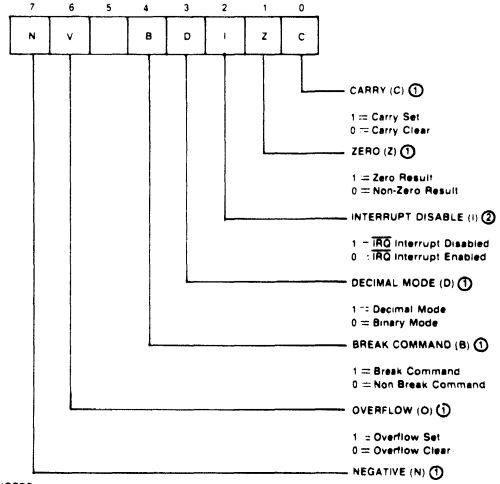 7 6 5 4 3 2 1 0
N V B D I Z C
CARRY (C) ①
1 = Carry Set
0 = Carry Clear
ZERO (Z) ①
1 = Zero Result
0 = Non-Zero Result
INTERRUPT DISABLE (I) ②
1 = IRQ Interrupt Disabled
0 = IRQ Interrupt Enabled
DECIMAL MODE (D) ①
1 = Decimal Mode
0 = Binary Mode
BREAK COMMAND (B) ①
1 = Break Command
0 = Non Break Command
OVERFLOW (O) ①
1 = Overflow Set
0 = Overflow Clear
NEGATIVE (N) ①